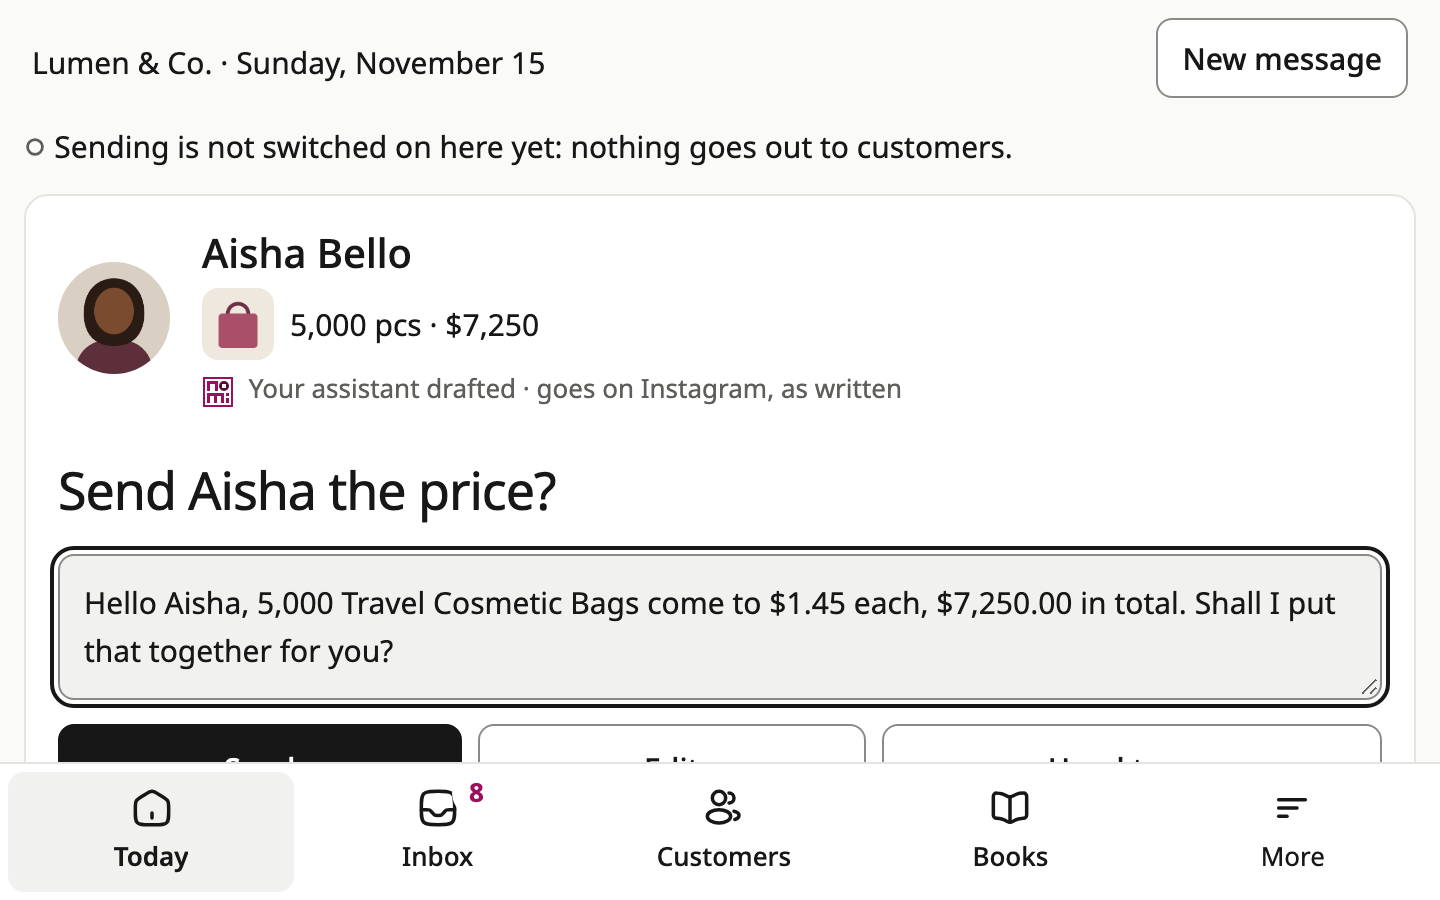 Lumen & Co. · Sunday, November 15
New message
Sending is not switched on here yet: nothing goes out to customers.
Aisha Bello
5,000 pcs · $7,250
Your assistant drafted · goes on Instagram, as written
Send Aisha the price?
Hello Aisha, 5,000 Travel Cosmetic Bags come to $1.45 each, $7,250.00 in total. Shall I put
that together for you?
Today
Inbox
8
Customers
Books
More